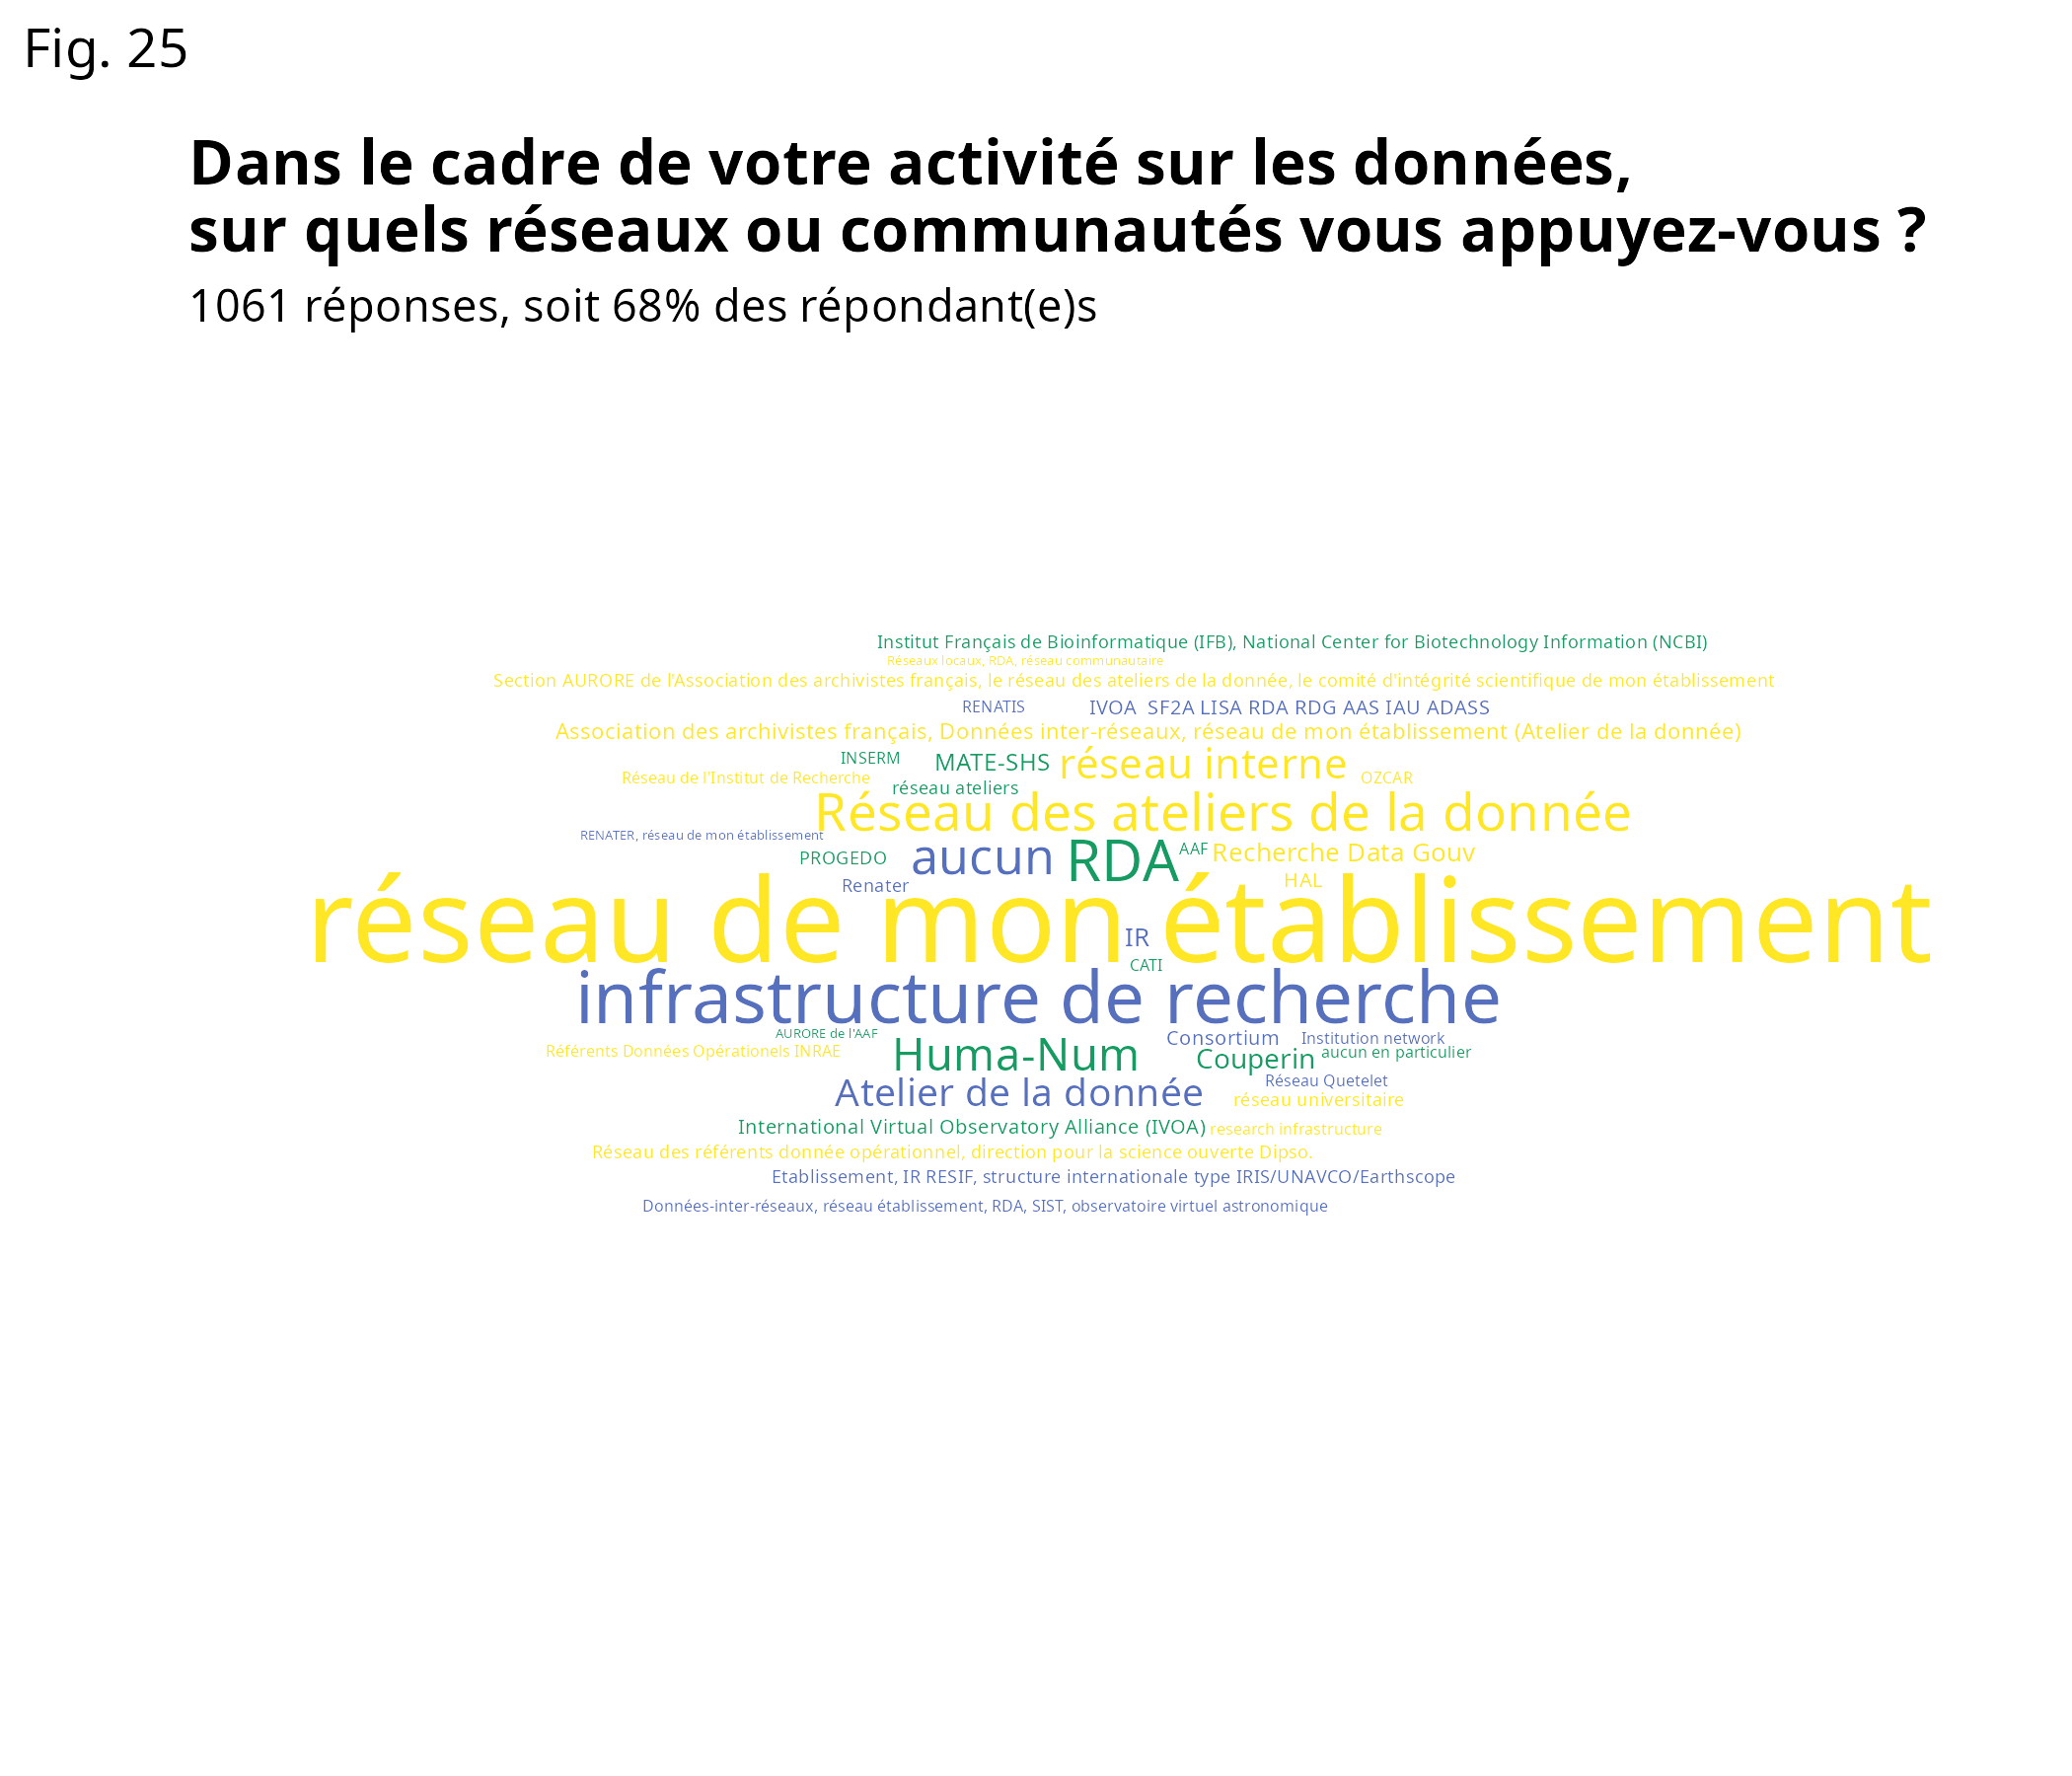 Fig. 25
Dans le cadre de votre activité sur les données,
sur quels réseaux ou communautés vous appuyez-vous ?
1061 réponses, soit 68% des répondant(e)s
Institut Français de Bioinformatique (IFB), National Center for Biotechnology Information (NCBI)
Réseaux locaux, RDA, réseau communautaire
Section AURORE de l'Association des archivistes français, le réseau des ateliers de la donnée, le comité d'intégrité scientifique de mon établissement
RENATIS
IVOA SF2A LISA RDA RDG AAS IAU ADASS
Association des archivistes français, Données inter-réseaux, réseau de mon établissement (Atelier de la donnée)
INSERM
MATE-SHS
réseau interne
Réseau de l'Institut de Recherche
OZCAR
réseau ateliers
Réseau des ateliers de la donnée
RENATER, réseau de mon établissement
PROGEDO
aucun
RDA
AAF
Recherche Data Gouv
Renater
HAL
réseau de mon établissement
IR
CATI
infrastructure de recherche
AURORE de l'AAF
Consortium
Institution network
Référents Données Opérationels INRAE
Huma-Num
Couperin
aucun en particulier
Atelier de la donnée
Réseau Quetelet
réseau universitaire
International Virtual Observatory Alliance (IVOA)
research infrastructure
Réseau des référents donnée opérationnel, direction pour la science ouverte Dipso.
Etablissement, IR RESIF, structure internationale type IRIS/UNAVCO/Earthscope
Données-inter-réseaux, réseau établissement, RDA, SIST, observatoire virtuel astronomique